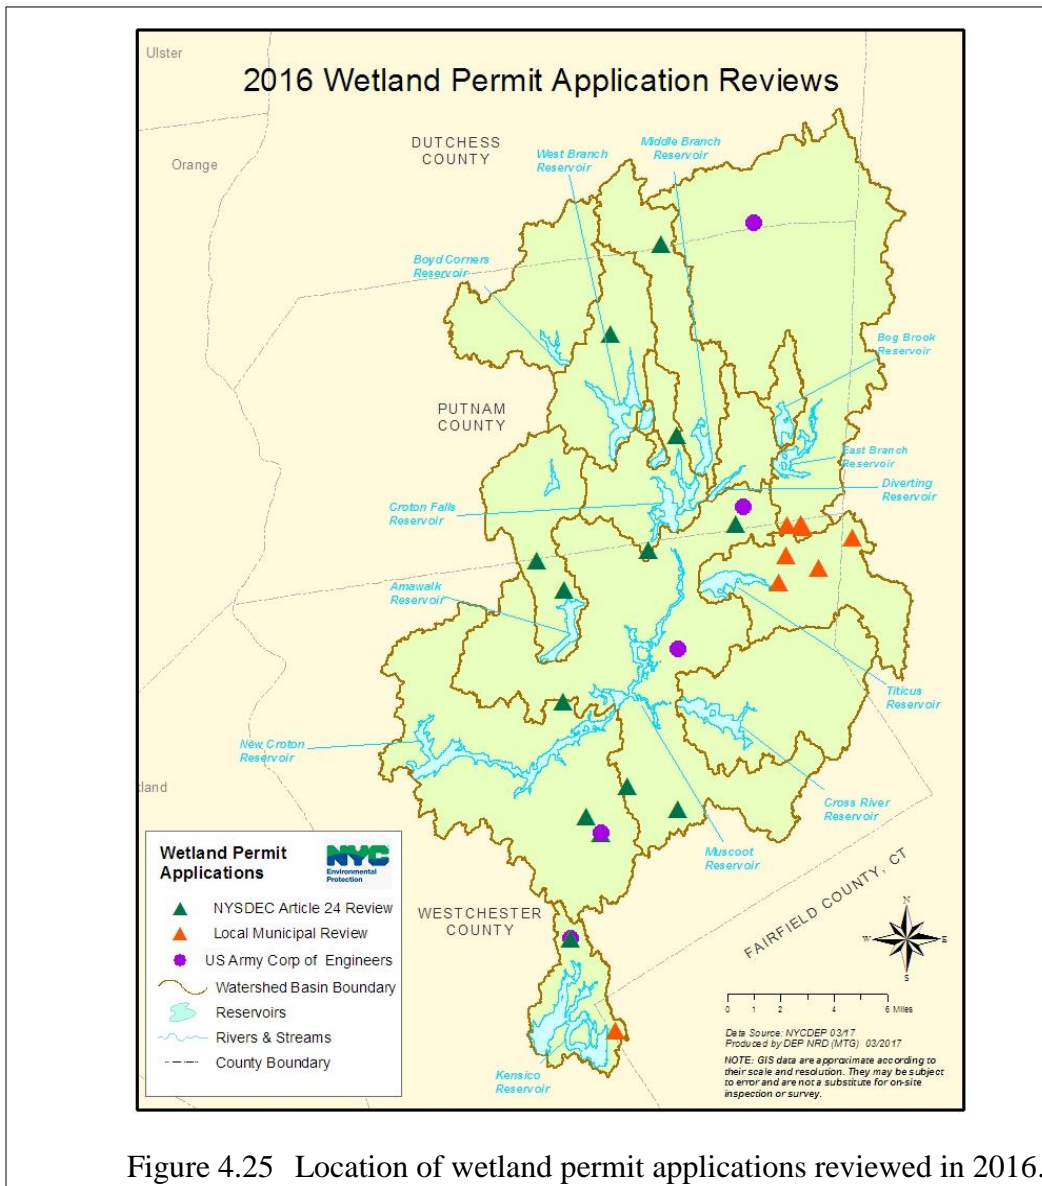 Ulster
2016 Wetland Permit Application Reviews
DUTCHESS
COUNTY
Middle Branch
Reservoir
West Branch
Reservoir
Orange
Boyd Corners
Reservoir
Bog Brook
Reservoir
PUTNAM
COUNTY
East Branch
Reservoir
Diverting
Reservoir
Croton Falls
Reservoir
Amawalk
Reservoir
Titicus
Reservoir
New Croton
Reservoir
land
Cross River
Reservoir
Muscoot
Reservoir
FAIRFIELD COUNTY, CT
WESTCHESTER
COUNTY
Kensico
Reservoir
Wetland Permit
Applications
NYC
Environmental
Protection
NYSDEC Article 24 Review
Local Municipal Review
US Army Corp of Engineers
Watershed Basin Boundary
Reservoirs
Rivers & Streams
County Boundary
N
W E
S
0 1 2 4 6 Miles
Data Source: NYCDEP 03/17
Produced by DEP NRD (MTG) 03/2017
NOTE: GIS data are approximate according to
their scale and resolution. They may be subject
to error and are not a substitute for on-site
inspection or survey.
Figure 4.25 Location of wetland permit applications reviewed in 2016.